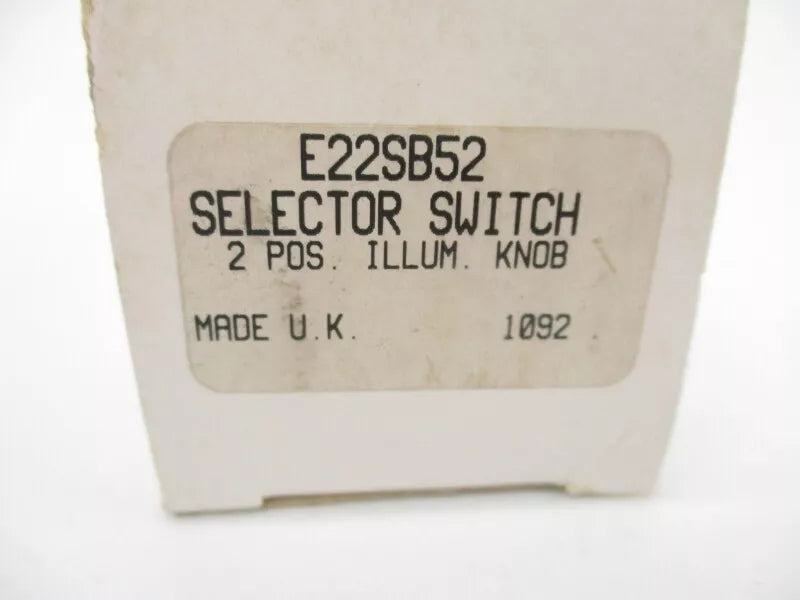 E22SB52
SELECTOR SWITCH
2 POS. ILLUM. KNOB
MADE U.K. 1092